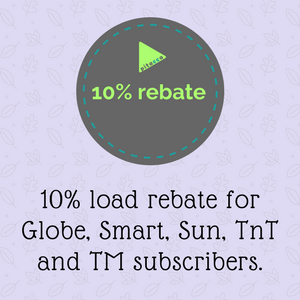 10% rebate
10% load rebate for
Globe, Smart, Sun, TnT
and TM subscribers.